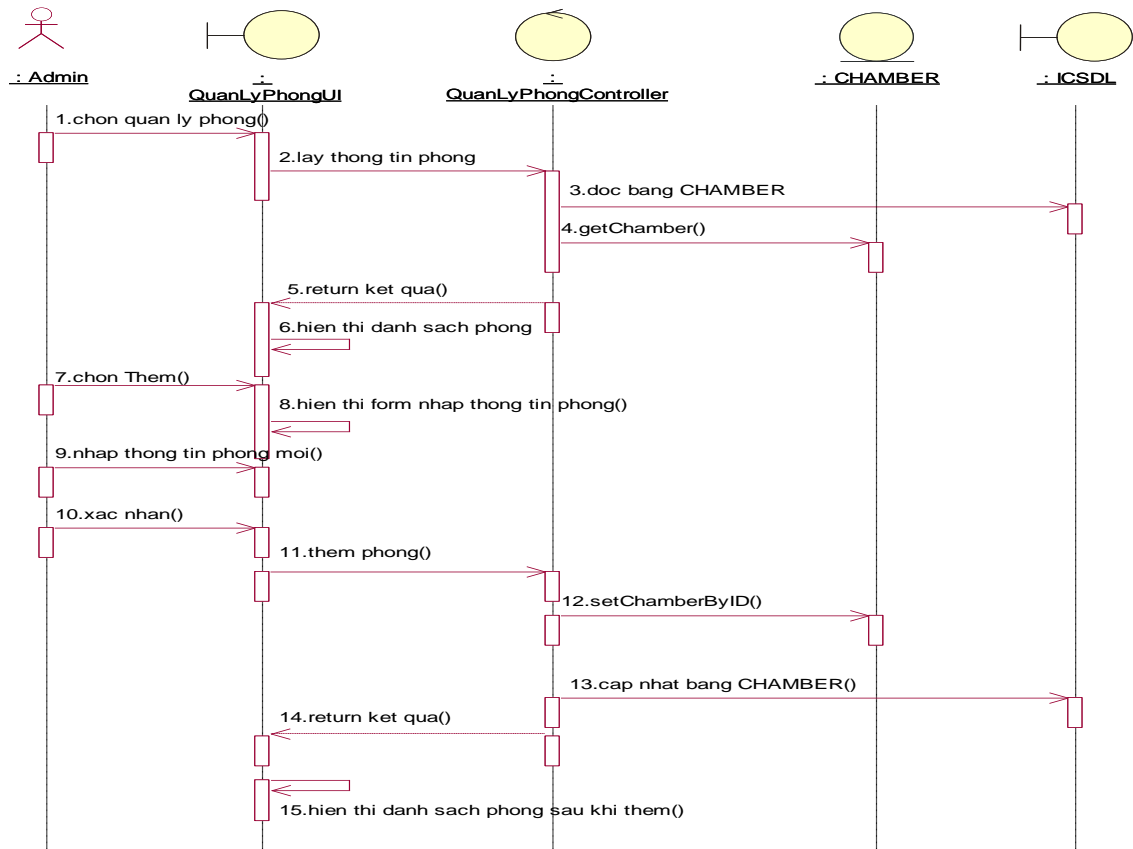 : Admin
:
QuanLyPhongUI
:
QuanLyPhongController
: CHAMBER
: ICSDL
1.chon quan ly phong()
2.lay thong tin phong
3.doc bang CHAMBER
4.getChamber()
5.return ket qua()
6.hien thi danh sach phong
7.chon Them()
8.hien thi form nhap thong tin phong()
9.nhap thong tin phong moi()
10.xac nhan()
11.them phong()
12.setChamberByID()
13.cap nhat bang CHAMBER()
14.return ket qua()
15.hien thi danh sach phong sau khi them()